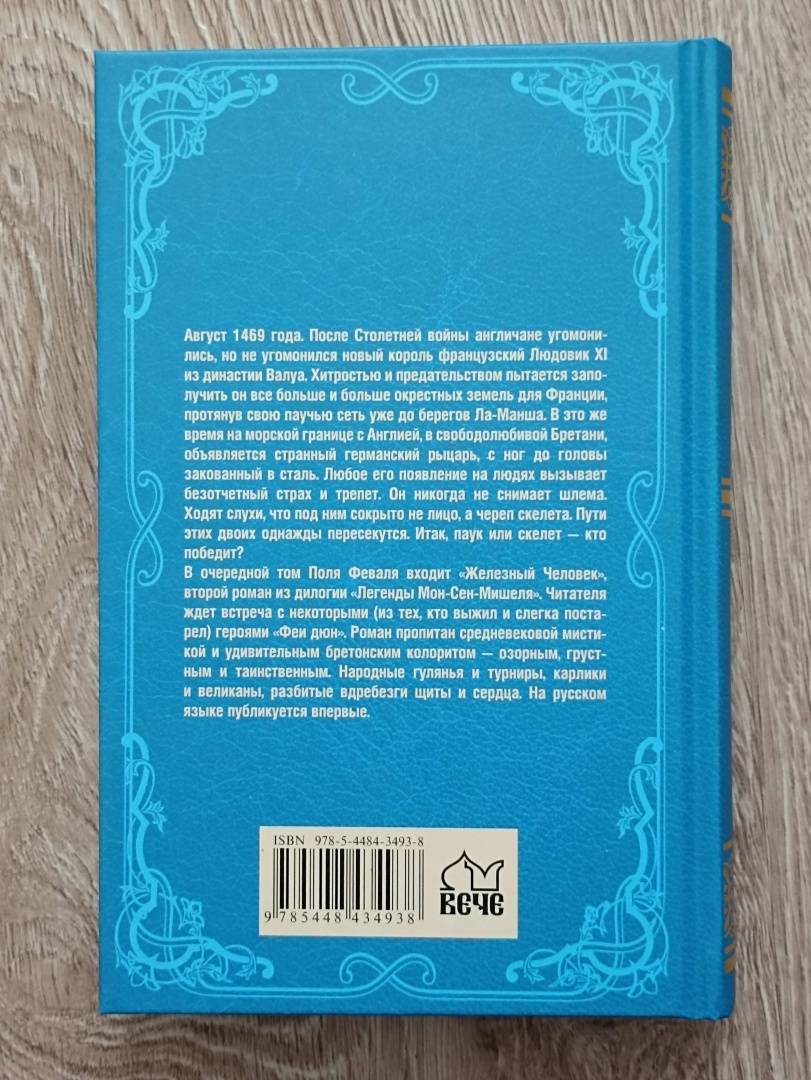 Август 1469 года. После Столетней войны англичане угомони-
лись, но не угомонился новый король французский Людовик XI
из династии Валуа. Хитростью и предательством пытается запо-
лучить он все больше и больше окрестных земель для Франции,
протянув свою паучью сеть уже до берегов Ла-Манша. В это же
время на морской границе с Англией, в свободолюбивой Бретани,
объявляется странный германский рыцарь, с ног до головы
закованный в сталь. Любое его появление на людях вызывает
безотчетный страх и трепет. Он никогда не снимает шлема.
Ходят слухи, что под ним сокрыто не лицо, а череп скелета. Пути
этих двоих однажды пересекутся. Итак, паук или скелет — кто
победит?
В очередной том Поля Феваля входит «Железный Человек»,
второй роман из дилогии «Легенды Мон-Сен-Мишеля». Читателя
ждет встреча с некоторыми (из тех, кто выжил и слегка поста-
рел) героями «Феи дюн». Роман пропитан средневековой мисти-
кой и удивительным бретонским колоритом — озорным, груст-
ным и таинственным. Народные гулянья и турниры, карлики
и великаны, разбитые вдребезги щиты и сердца. На русском
языке публикуется впервые.
ISBN 978-5-4484-3493-8
9 785448 434938
ВЕЧЕ